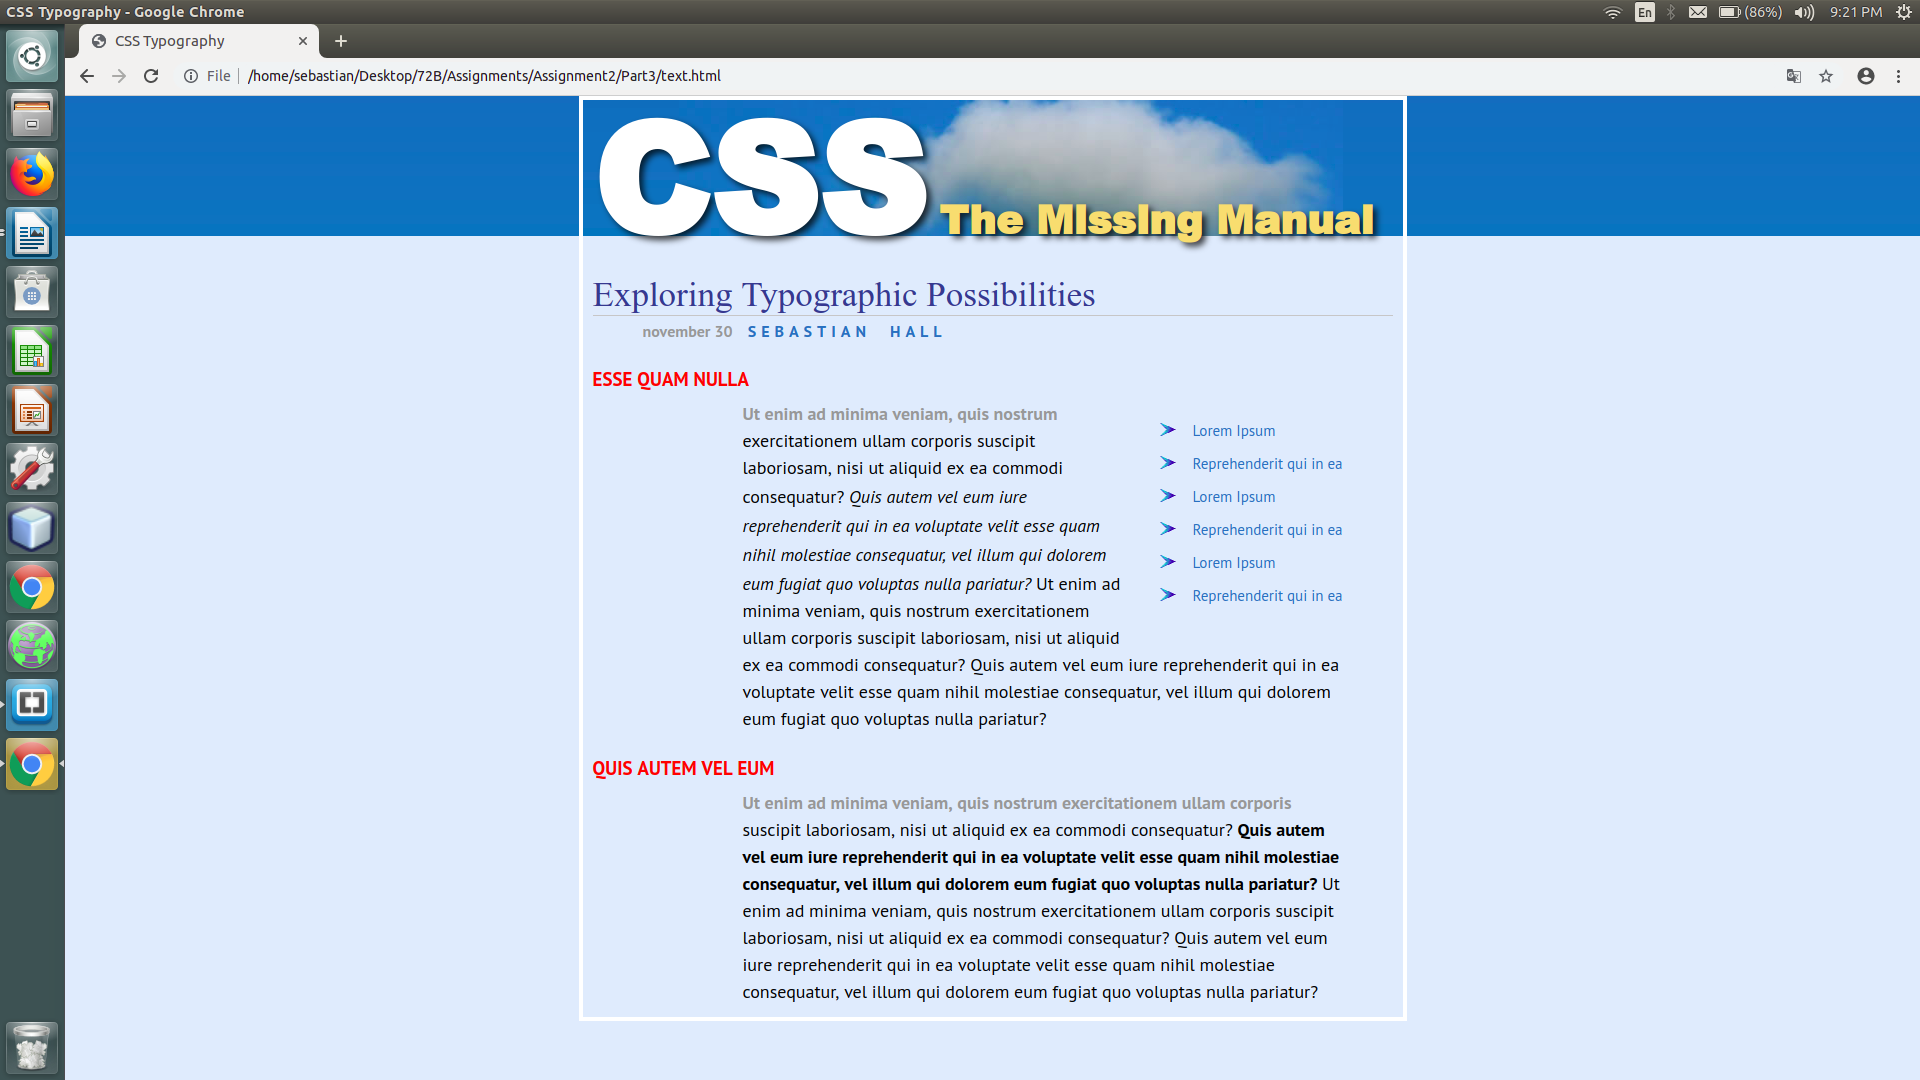 CSS Typography - Google Chrome
En
(86%)
9:21 PM
CSS Typography
File
/home/sebastian/Desktop/72B/Assignments/Assignment2/Part3/text.html
CSS
The Missing Manual
Exploring Typographic Possibilities
november 30 SEBASTIAN HALL
ESSE QUAM NULLA
Ut enim ad minima veniam, quis nostrum
exercitationem ullam corporis suscipit
laboriosam, nisi ut aliquid ex ea commodi
consequatur? Quis autem vel eum iure
reprehenderit qui in ea voluptate velit esse quam
nihil molestiae consequatur, vel illum qui dolorem
eum fugiat quo voluptas nulla pariatur? Ut enim ad
minima veniam, quis nostrum exercitationem
ullam corporis suscipit laboriosam, nisi ut aliquid
ex ea commodi consequatur? Quis autem vel eum iure reprehenderit qui in ea
voluptate velit esse quam nihil molestiae consequatur, vel illum qui dolorem
eum fugiat quo voluptas nulla pariatur?
Lorem Ipsum
Reprehenderit qui in ea
Lorem Ipsum
Reprehenderit qui in ea
Lorem Ipsum
Reprehenderit qui in ea
QUIS AUTEM VEL EUM
Ut enim ad minima veniam, quis nostrum exercitationem ullam corporis
suscipit laboriosam, nisi ut aliquid ex ea commodi consequatur? Quis autem
vel eum iure reprehenderit qui in ea voluptate velit esse quam nihil molestiae
consequatur, vel illum qui dolorem eum fugiat quo voluptas nulla pariatur? Ut
enim ad minima veniam, quis nostrum exercitationem ullam corporis suscipit
laboriosam, nisi ut aliquid ex ea commodi consequatur? Quis autem vel eum
iure reprehenderit qui in ea voluptate velit esse quam nihil molestiae
consequatur, vel illum qui dolorem eum fugiat quo voluptas nulla pariatur?